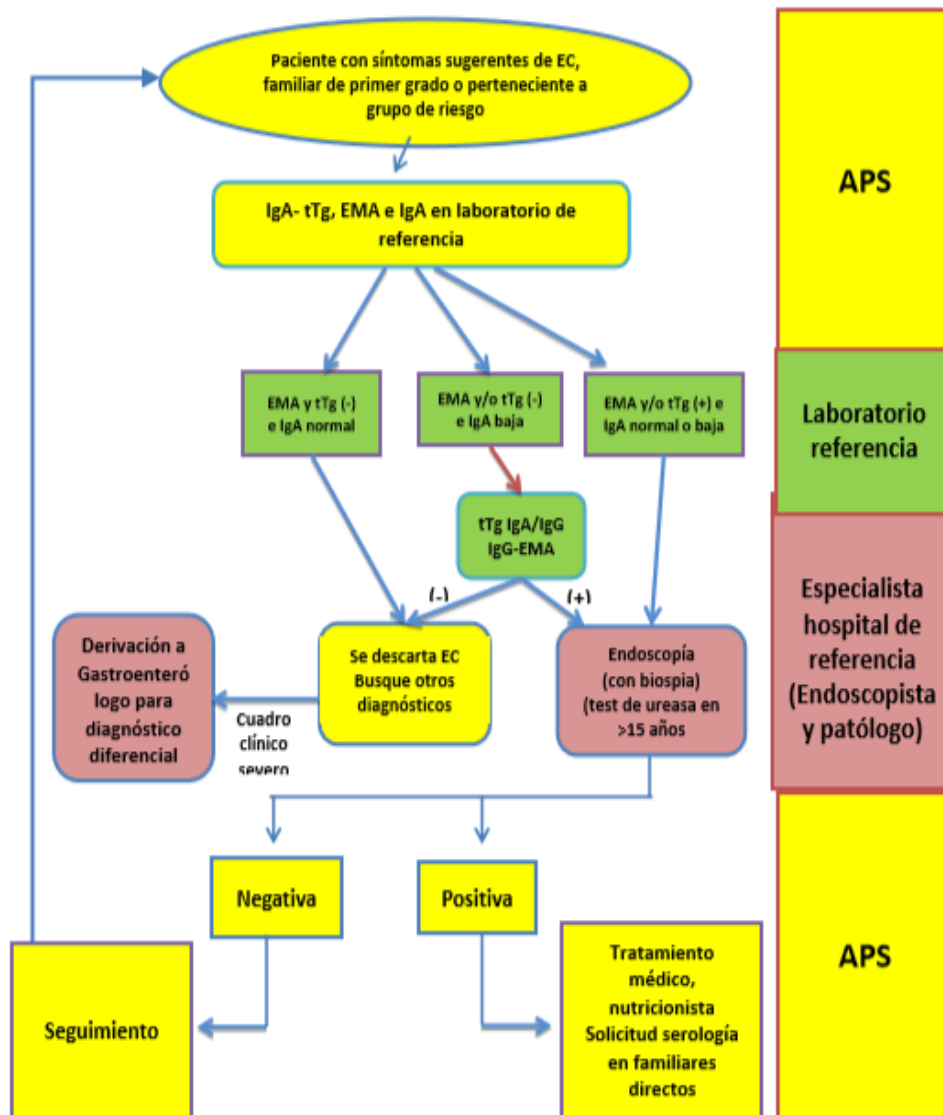 Paciente con síntomas sugerentes de EC,
familiar de primer grado o perteneciente a
grupo de riesgo
APS
IgA- tTg, EMA e IgA en laboratorio de
referencia
EMA y tTg (-)
e IgA normal
EMA y/o tTg (-)
e IgA baja
EMA y/o tTg (+) e
IgA normal o baja
Laboratorio
referencia
tTg IgA/IgG
IgG-EMA
(-)
(+)
Derivación a
Gastroenteró
logo para
diagnóstico
diferencial
Cuadro
clínico
severo
Se descarta EC
Busque otros
diagnósticos
Endoscopía
(con biospia)
(test de ureasa en
>15 años
Especialista
hospital de
referencia
(Endoscopista
y patólogo)
Negativa
Positiva
Seguimiento
Tratamiento
médico,
nutricionista
Solicitud serología
en familiares
directos
APS